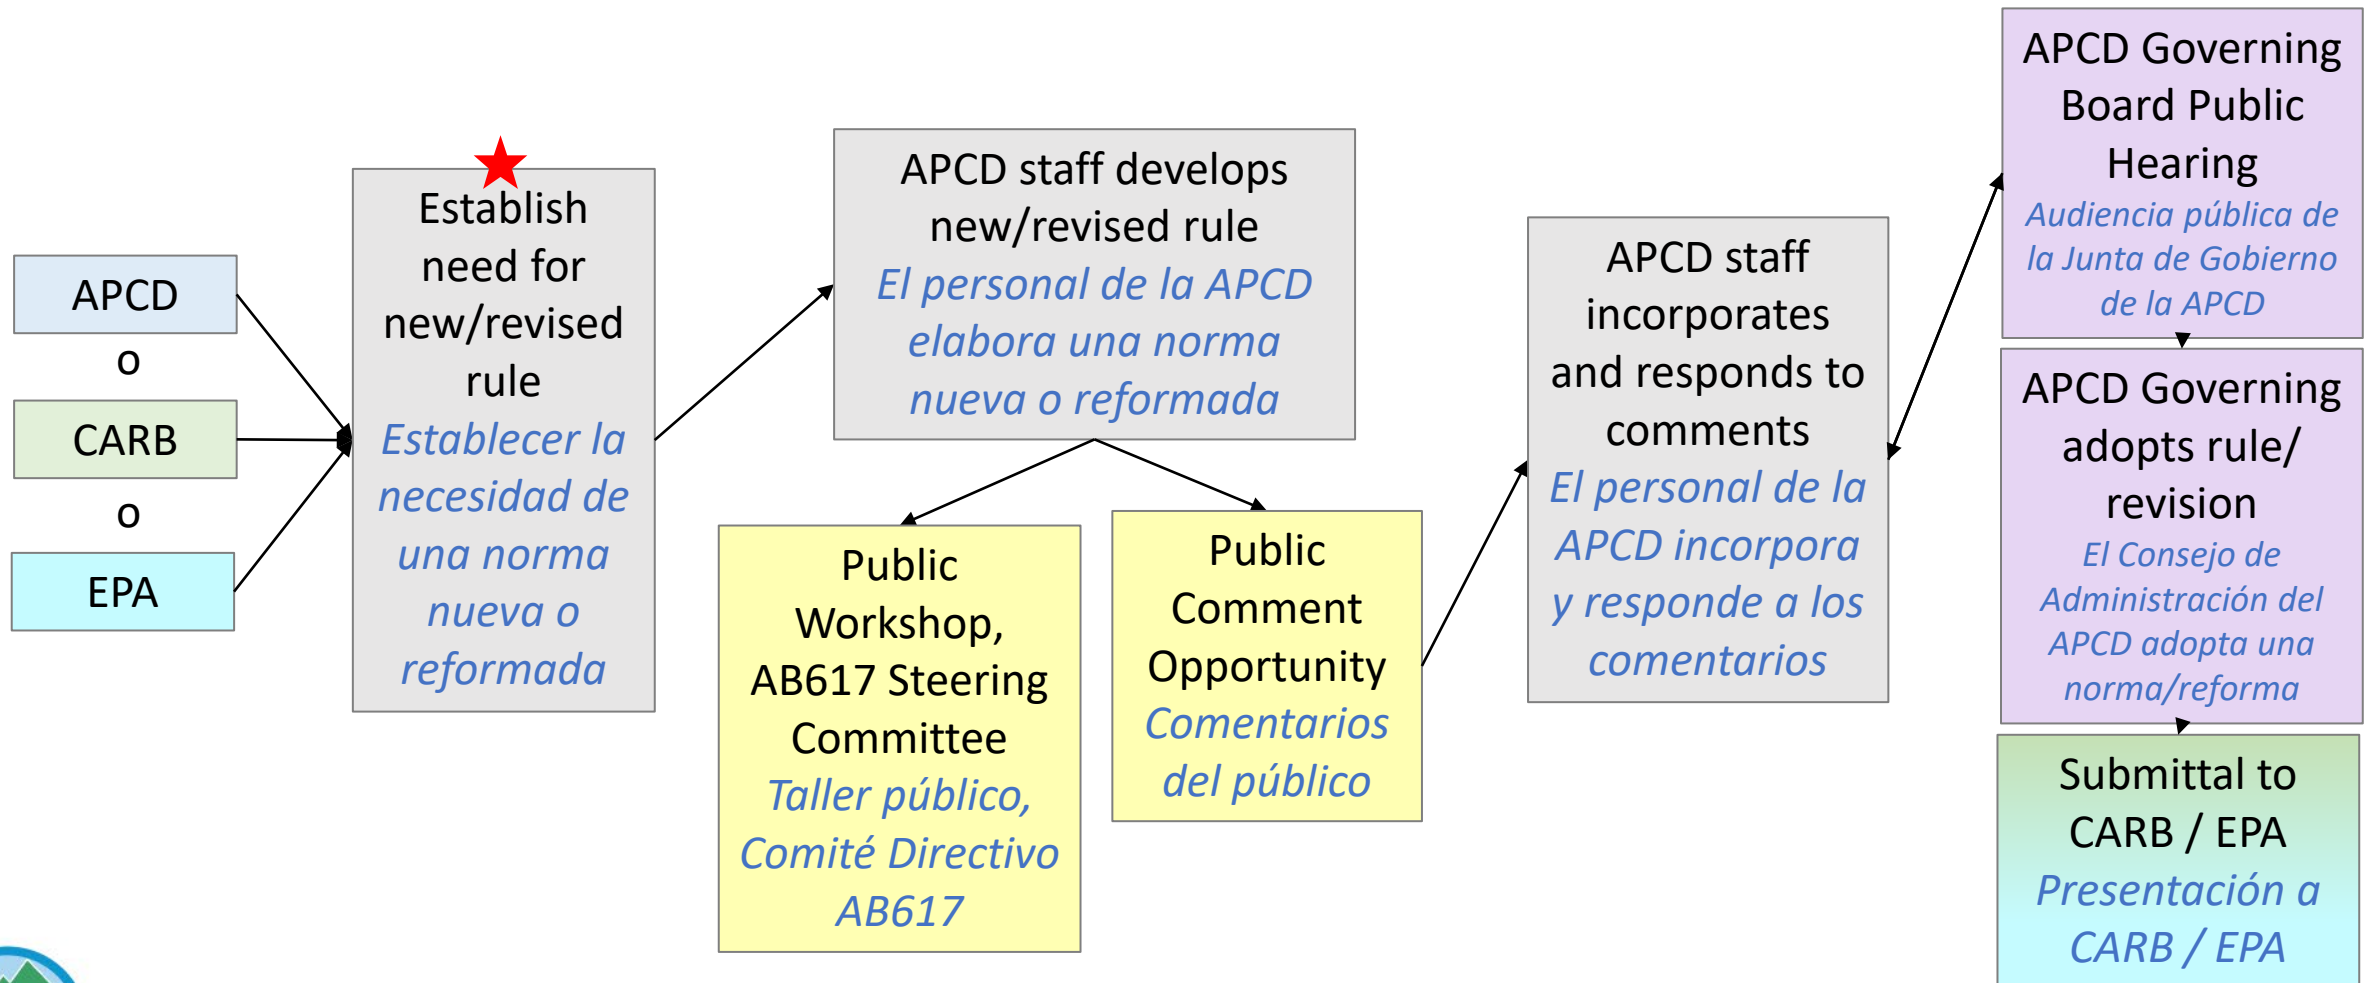 APCD
o
CARB
o
EPA
Establish
need for
new/revised
rule
Establecer la
necesidad de
una norma
nueva o
reformada
APCD staff develops
new/revised rule
El personal de la APCD
elabora una norma
nueva o reformada
Public
Workshop,
AB617 Steering
Committee
Taller público,
Comité Directivo
AB617
Public
Comment
Opportunity
Comentarios
del público
APCD staff
incorporates
and responds to
comments
El personal de la
APCD incorpora
y responde a los
comentarios
APCD Governing
Board Public
Hearing
Audiencia pública de
la Junta de Gobierno
de la APCD
APCD Governing
adopts rule/
revision
El Consejo de
Administración del
APCD adopta una
norma/reforma
Submittal to
CARB / EPA
Presentación a
CARB / EPA